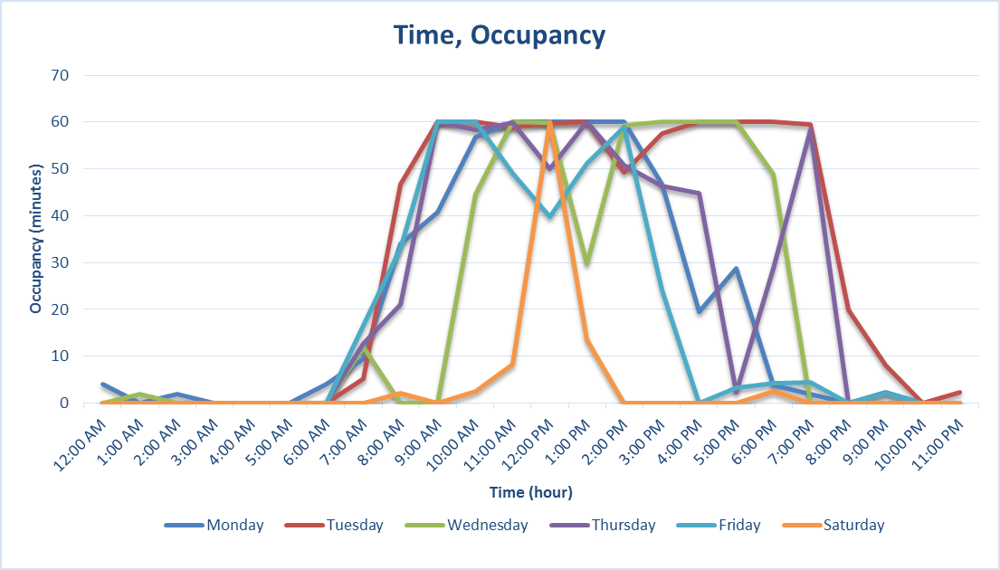 Time, Occupancy
70
60
50
40
30
20
10
0
Occupancy (minutes)
12:00 AM
1:00 AM
2:00 AM
3:00 AM
4:00 AM
5:00 AM
6:00 AM
7:00 AM
8:00 AM
9:00 AM
10:00 AM
11:00 AM
12:00 PM
1:00 PM
2:00 PM
3:00 PM
4:00 PM
5:00 PM
6:00 PM
7:00 PM
8:00 PM
9:00 PM
10:00 PM
11:00 PM
Time (hour)
Monday Tuesday Wednesday Thursday Friday Saturday